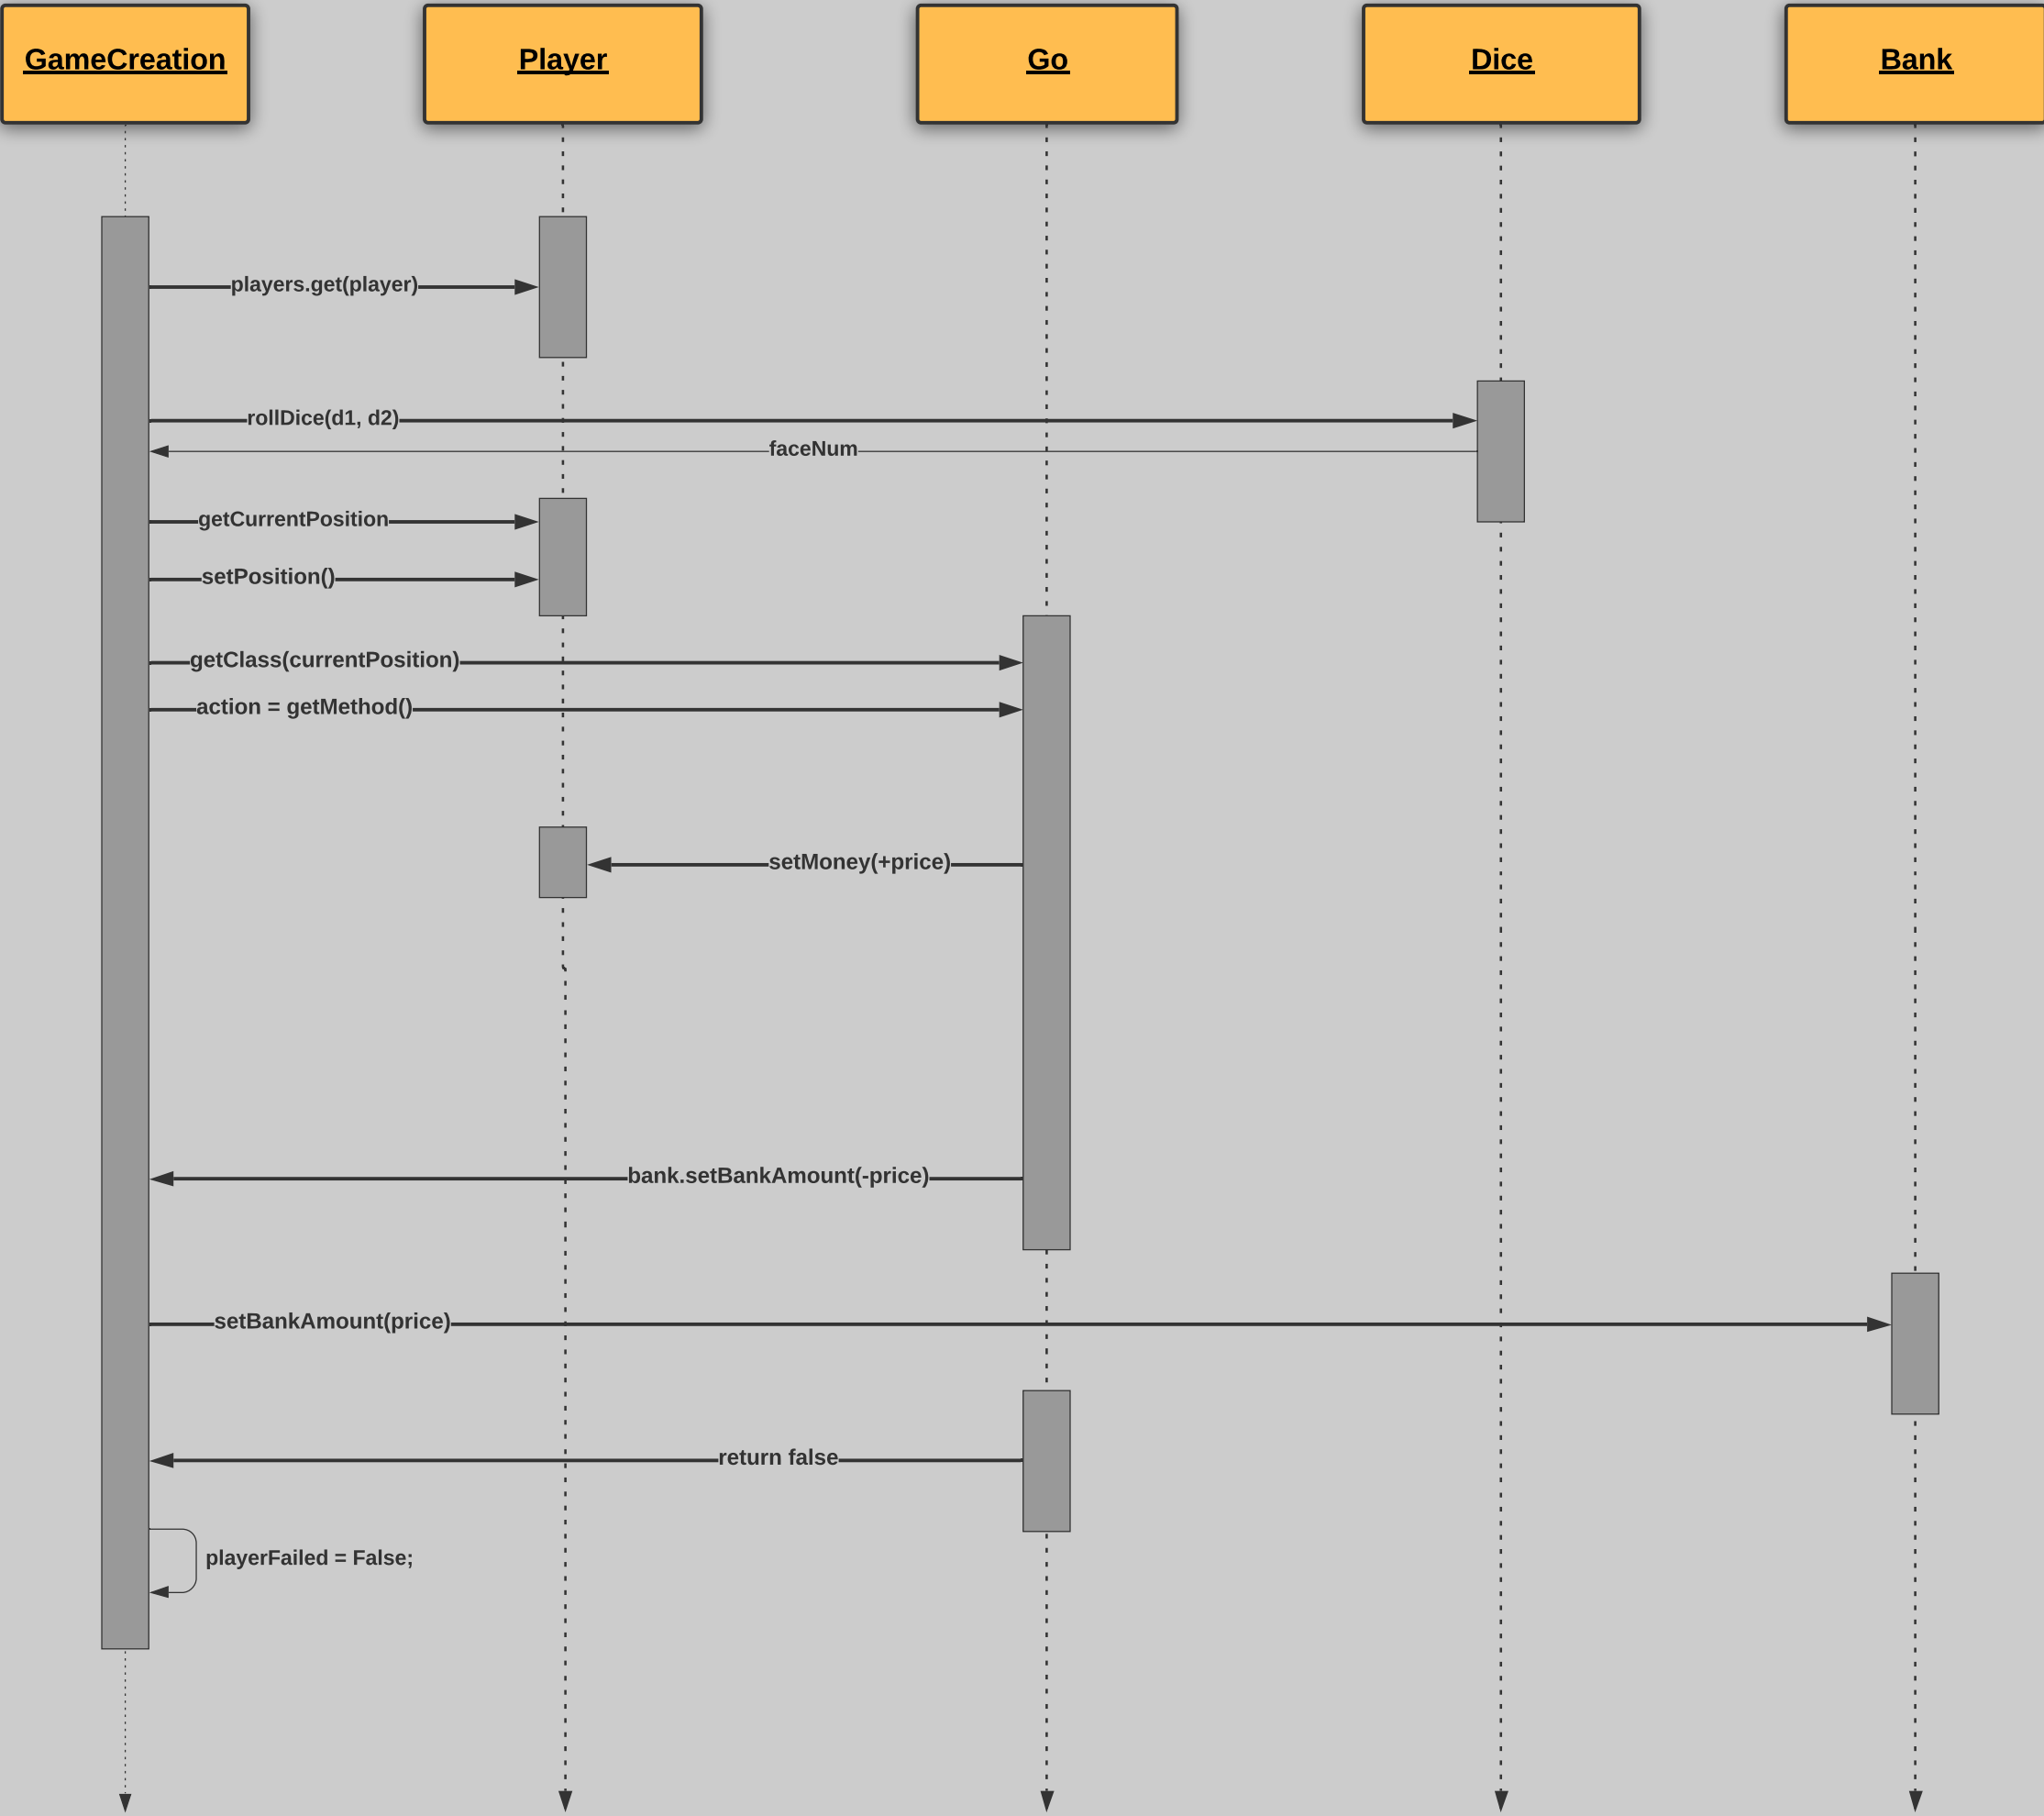 GameCreation
Player
Go
Dice
Bank
players.get(player)
rollDice(d1, d2)
faceNum
getCurrentPosition
setPosition()
getClass(currentPosition)
action = getMethod()
setMoney(+price)
bank.setBankAmount(-price)
setBankAmount(price)
return false
playerFailed = False;